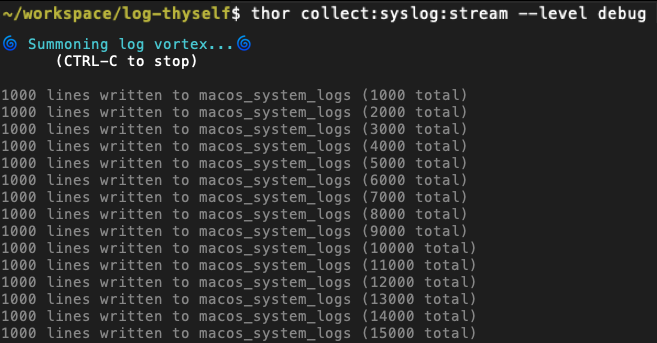 ~/workspace/log-thyself$ thor collect:syslog:stream --level debug
🌀 Summoning log vortex...🌀
(CTRL-C to stop)
1000 lines written to macos_system_logs (1000 total)
1000 lines written to macos_system_logs (2000 total)
1000 lines written to macos_system_logs (3000 total)
1000 lines written to macos_system_logs (4000 total)
1000 lines written to macos_system_logs (5000 total)
1000 lines written to macos_system_logs (6000 total)
1000 lines written to macos_system_logs (7000 total)
1000 lines written to macos_system_logs (8000 total)
1000 lines written to macos_system_logs (9000 total)
1000 lines written to macos_system_logs (10000 total)
1000 lines written to macos_system_logs (11000 total)
1000 lines written to macos_system_logs (12000 total)
1000 lines written to macos_system_logs (13000 total)
1000 lines written to macos_system_logs (14000 total)
1000 lines written to macos_system_logs (15000 total)